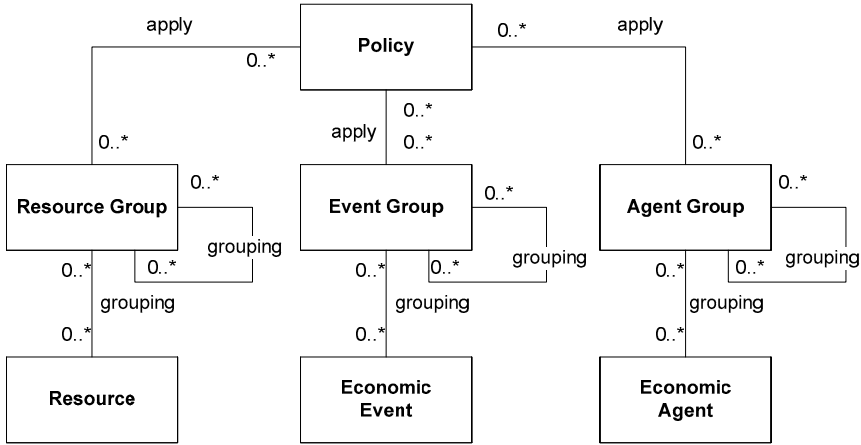 apply
Policy
apply
0..*
0..*
0..*
apply
0..*
0..*
0..*
0..*
Resource Group
0..*
Event Group
0..*
Agent Group
0..*
grouping
grouping
grouping
0..*
0..*
0..*
0..*
0..*
0..*
grouping
grouping
grouping
0..*
0..*
0..*
Resource
Economic
Event
Economic
Agent